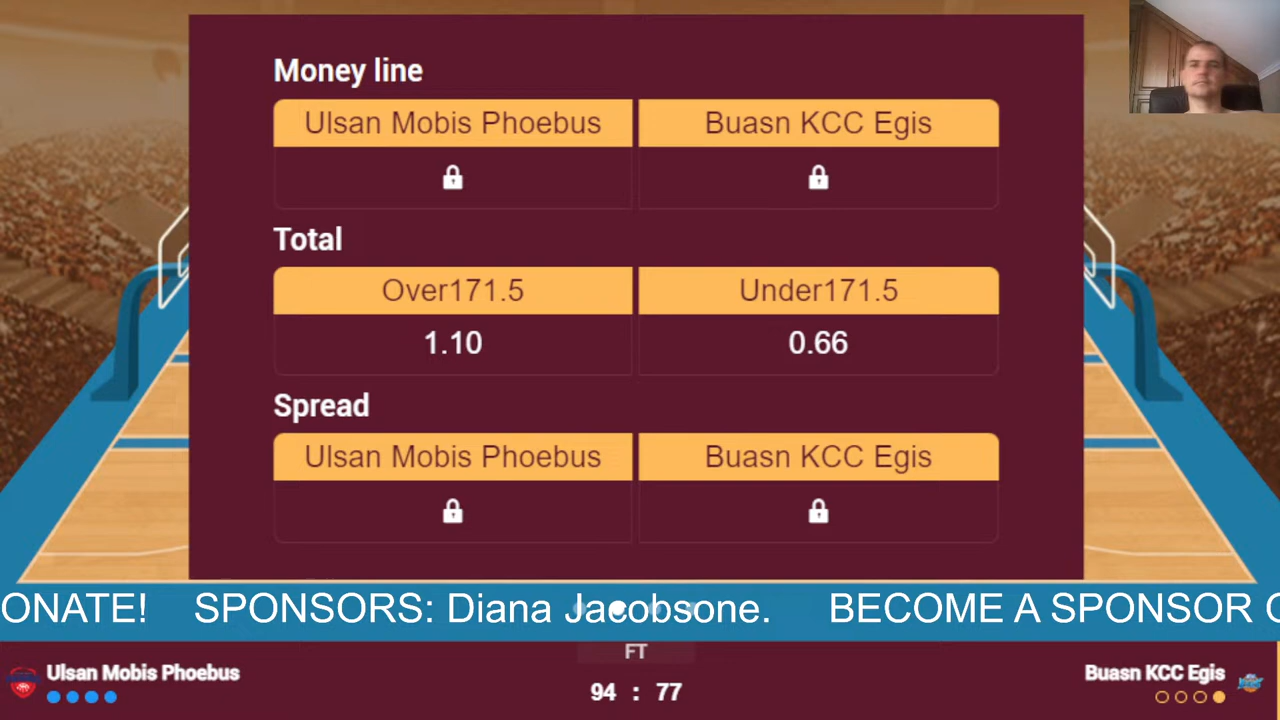 Money line
Ulsan Mobis Phoebus
Buasn KCC Egis
Total
Over171.5
Under171.5
1.10
0.66
Spread
Ulsan Mobis Phoebus
Buasn KCC Egis
ONATE! SPONSORS: Diana Jacobsone. BECOME A SPONSOR
FT
Ulsan Mobis Phoebus
94 : 77
Buasn KCC Egis